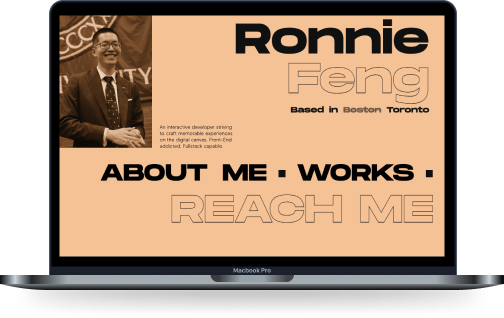 Ronnie
Feng
Based in Boston Toronto
An interactive developer striving
to craft memorable experiences
on the digital canvas. Front-End
addicted. Fullstack capable.
ABOUT ME ▪ WORKS ▪
REACH ME
Macbook Pro